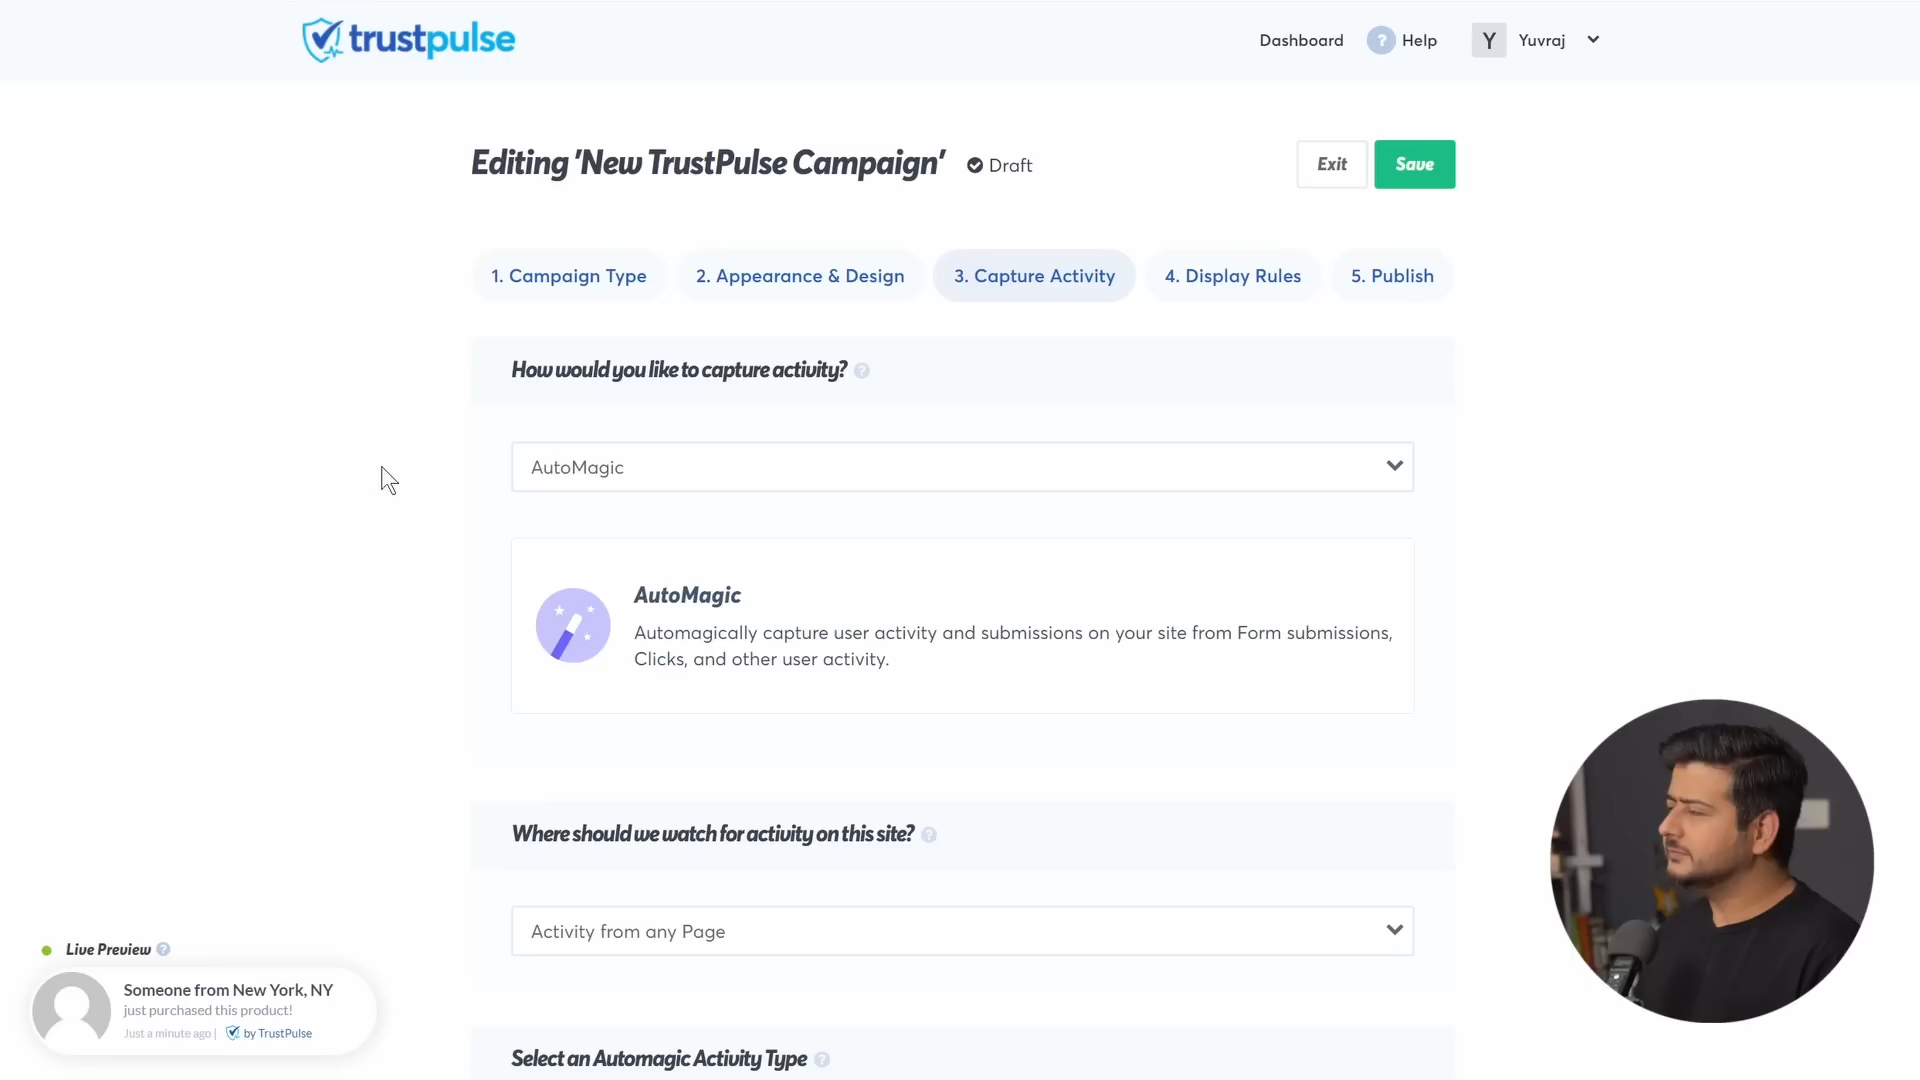 trustpulse
Dashboard
? Help
Y Yuvraj
Editing 'New TrustPulse Campaign'
Draft
Exit
Save
1. Campaign Type
2. Appearance & Design
3. Capture Activity
4. Display Rules
5. Publish
How would you like to capture activity? ?
AutoMagic
AutoMagic
Automagically capture user activity and submissions on your site from Form submissions,
Clicks, and other user activity.
Where should we watch for activity on this site? ?
Activity from any Page
Live Preview ?
Someone from New York, NY
just purchased this product!
Just a minute ago | by TrustPulse
Select an Automagic Activity Type ?